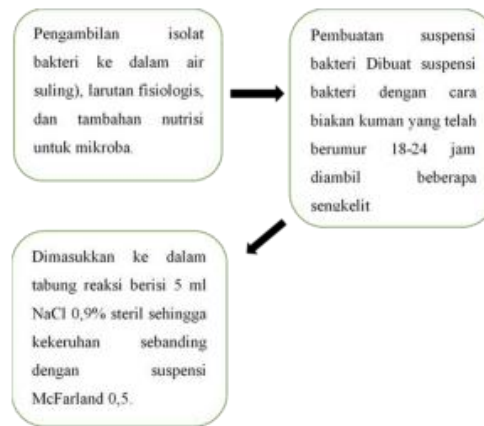 Pengambilan isolat
bakteri ke dalam air
suling), larutan fisiologis,
dan tambahan nutrisi
untuk mikroba.
Pembuatan suspensi
bakteri Dibuat suspensi
bakteri dengan cara
biakan kuman yang telah
berumur 18-24 jam
diambil beberapa
sengkelit
Dimasukkan ke dalam
tabung reaksi berisi 5 ml
NaCl 0,9% steril sehingga
kekeruhan sebanding
dengan suspensi
McFarland 0,5.